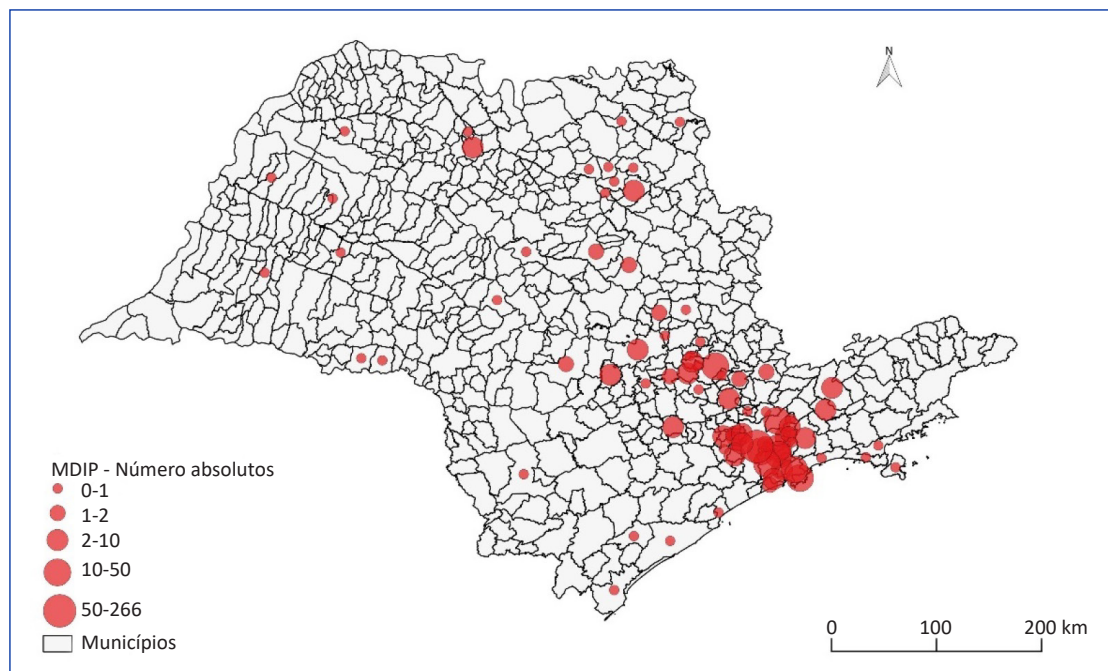 N
MDIP - Número absolutos
0-1
1-2
2-10
10-50
50-266
Municípios
0 100 200 km